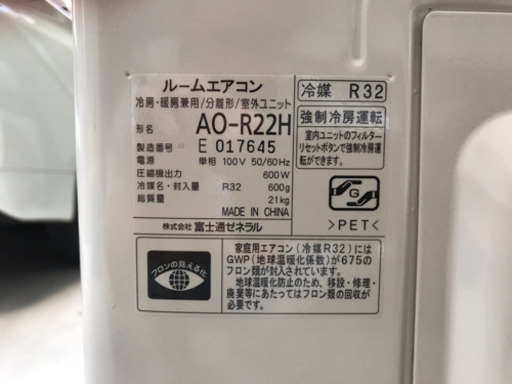 ルームエアコン
冷房・暖房兼用/分離形/室外ユニット
形名 AO-R22H
製造番号 E 017645
電源 単相 100V 50/60Hz
圧縮機出力 600W
冷媒名・封入量 R32 600g
総質量 21kg
MADE IN CHINA
株式会社 富士通ゼネラル
冷媒 R32
強制冷房運転
室内ユニットのフィルター
リセットボタンで強制冷房運
転ができます。
G
>PET<
フロンの見える化
家庭用エアコン(冷媒R32)には
GWP(地球温暖化係数)が675の
フロン類が封入されています。
地球温暖化防止のため、移設・修理・
廃棄等にあたってはフロン類の回収が
必要です。